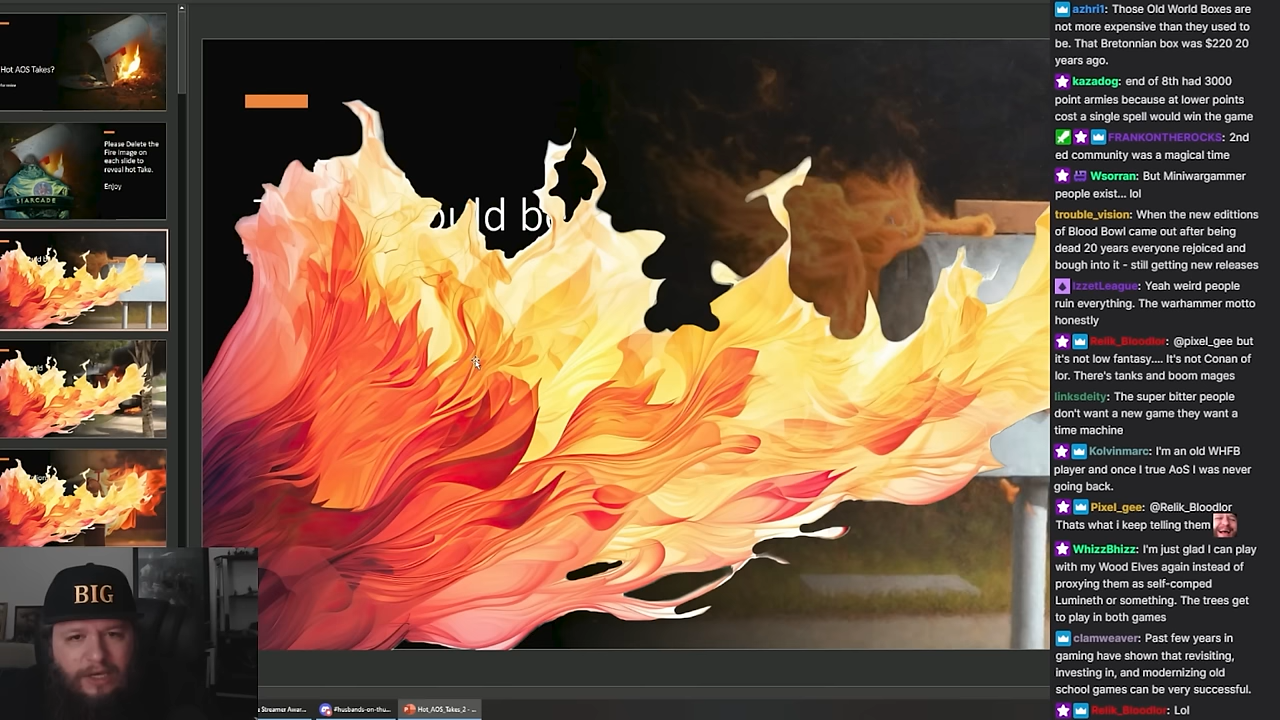 Hot AOS Takes?
Please Delete the
Fire Image on
each slide to
reveal hot Take.
Enjoy
STARCADE
ould be
BIG
Streamer Awar...
#husbands-on-thu...
Hot_AOS_Takes_2 - ...
azhri1: Those Old World Boxes are
not more expensive than they used to
be. That Bretonnian box was $220 20
years ago.
kazadog: end of 8th had 3000
point armies because at lower points
cost a single spell would win the game
FRANKONTHEROCKS: 2nd
ed community was a magical time
Wsorran: But Miniwargammer
people exist... lol
trouble_vision: When the new edittions
of Blood Bowl came out after being
dead 20 years everyone rejoiced and
bough into it - still getting new releases
IzzetLeague: Yeah weird people
ruin everything. The warhammer motto
honestly
Relik_Bloodlor: @pixel_gee but
it's not low fantasy.... It's not Conan of
lor. There's tanks and boom mages
linksdeity: The super bitter people
don't want a new game they want a
time machine
Kolvinmarc: I'm an old WHFB
player and once I true AoS I was never
going back.
Pixel_gee: @Relik_Bloodlor
Thats what i keep telling them
WhizzBhizz: I'm just glad I can play
with my Wood Elves again instead of
proxying them as self-comped
Lumineth or something. The trees get
to play in both games
clamweaver: Past few years in
gaming have shown that revisiting,
investing in, and modernizing old
school games can be very successful.
Relik_Bloodlor: Lol